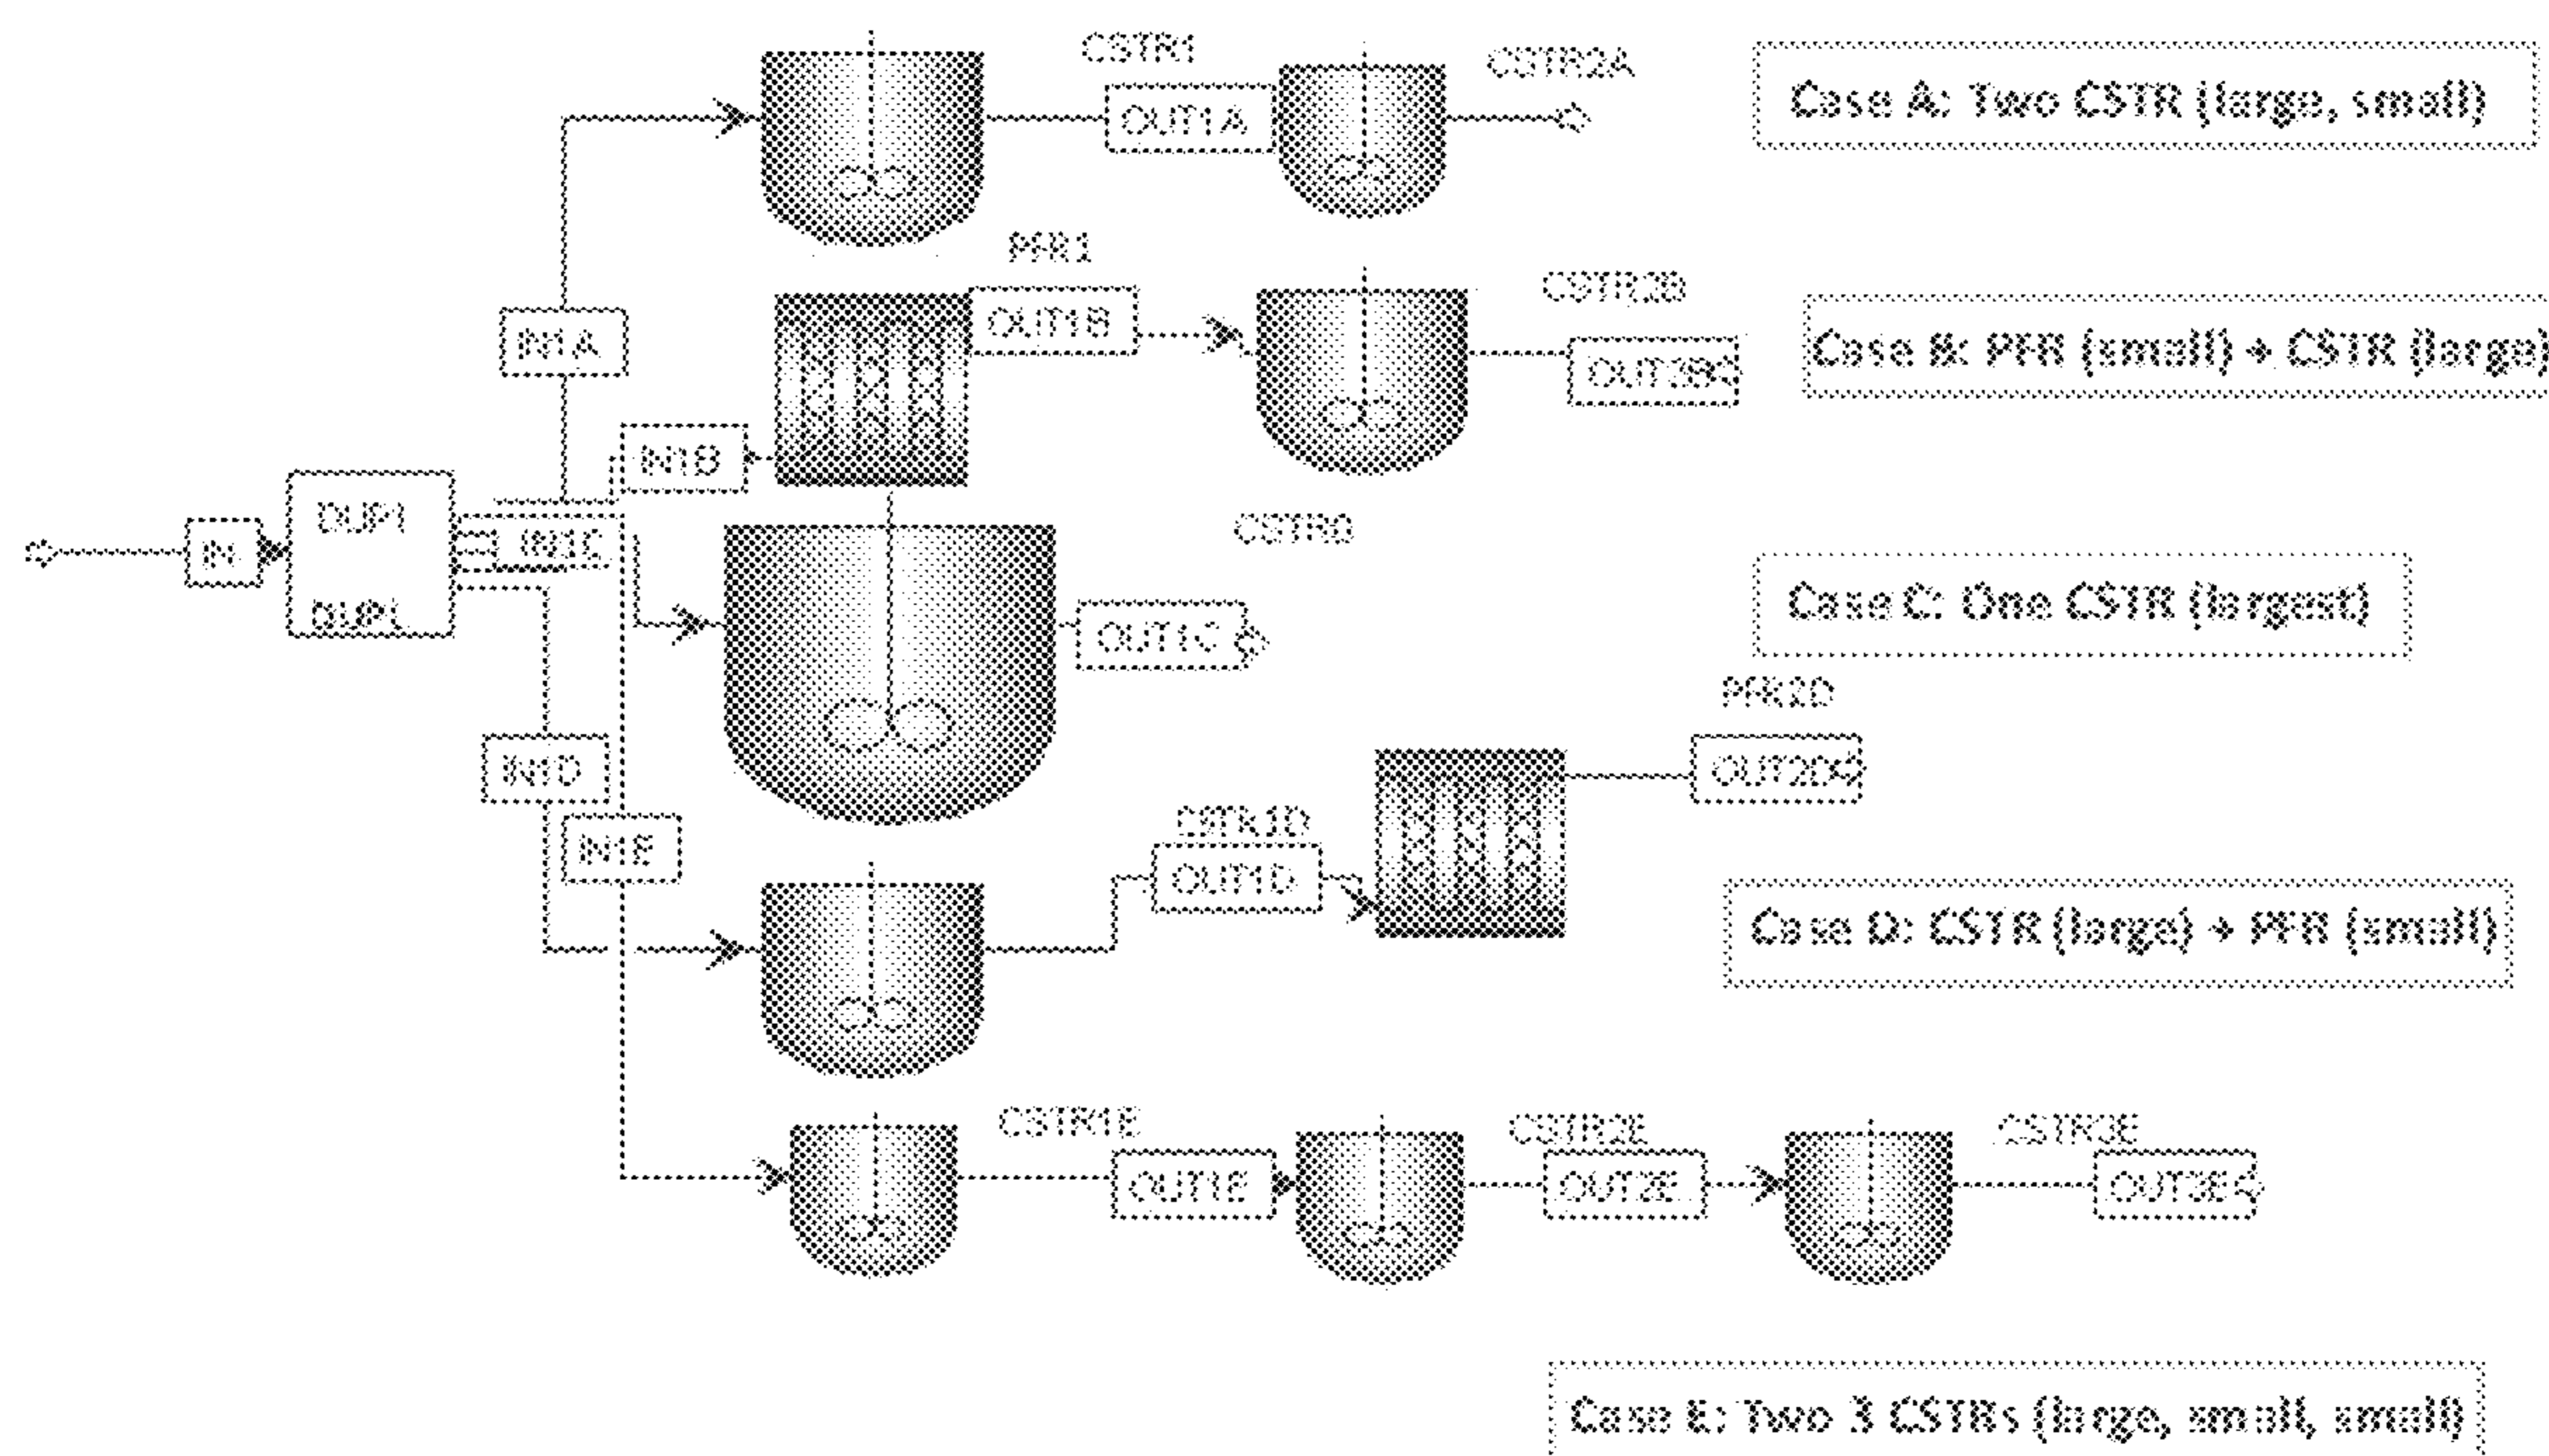 CSTR1
CSTR2A
OUT1A
Case A: Two CSTR (large, small)
PFR1
CSTR2B
IN1A
OUT1B
Case B: PFR (small) + CSTR (large)
IN1B
DUP1
IN
IN1C
CSTR0
DUP1
OUT1C
Case C: One CSTR (largest)
PFR2D
IN1D
OUT2D
CSTR1D
IN1E
OUT1D
Case D: CSTR (large) + PFR (small)
CSTR1E
CSTR2E
CSTR3E
OUT1E
OUT2E
OUT3E
Case E: Two 3 CSTRs (large, small, small)